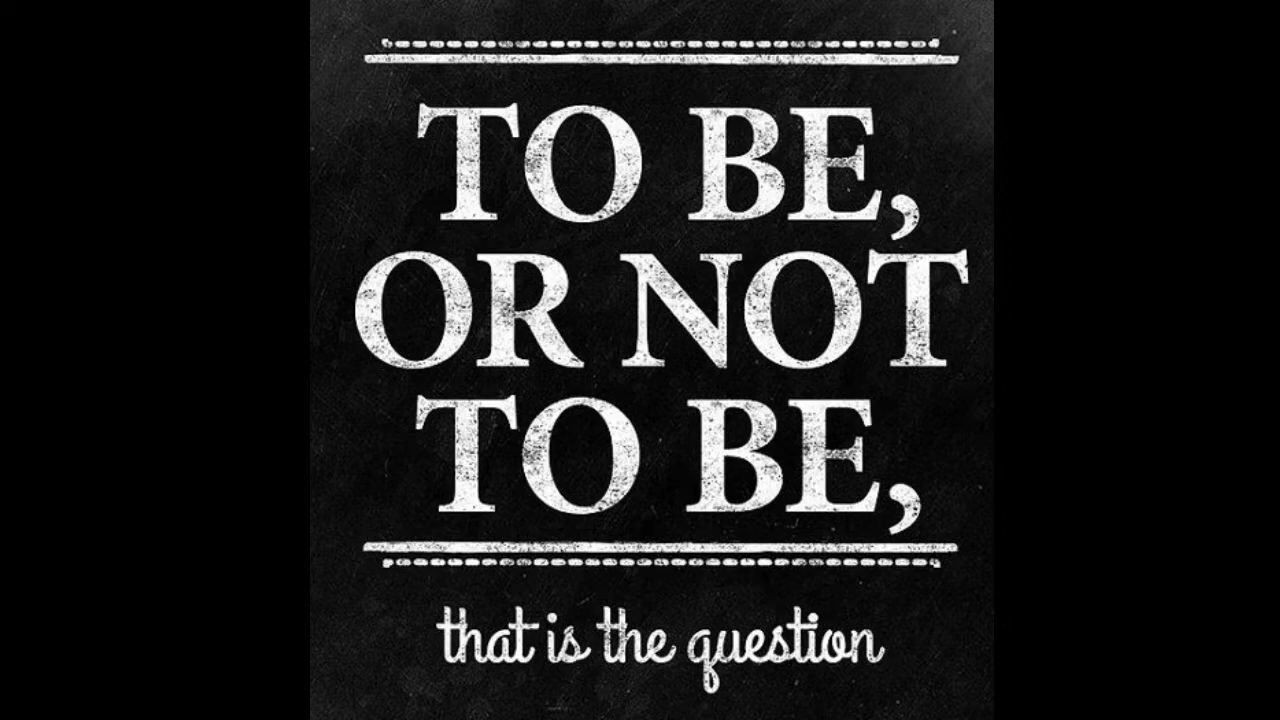 TO BE,
OR NOT
TO BE,
that is the question